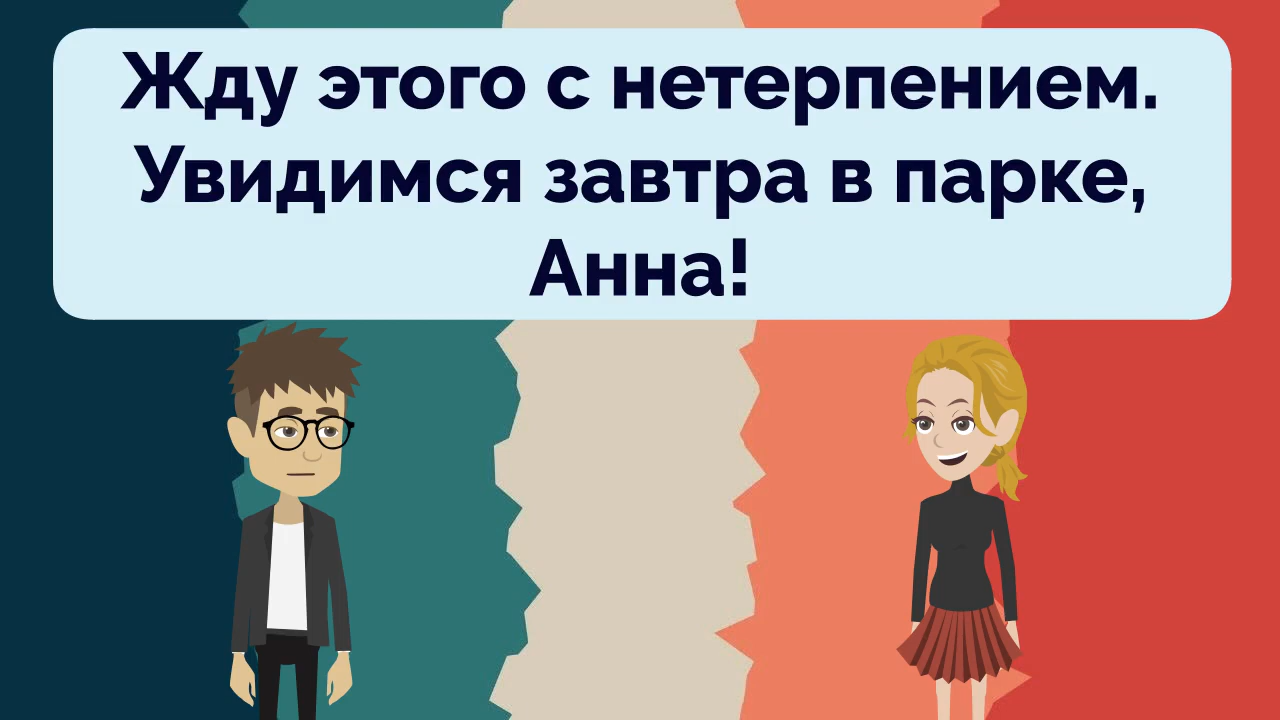 Жду этого с нетерпением.
Увидимся завтра в парке,
Анна!